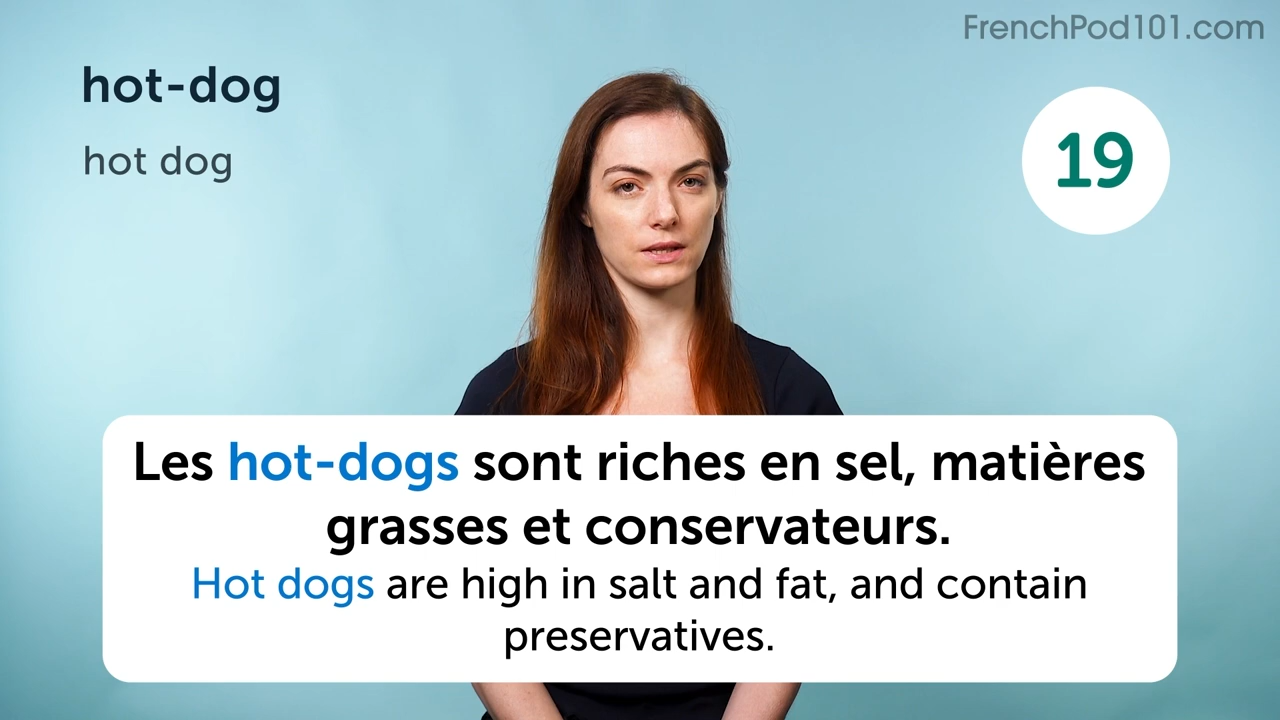 FrenchPod101.com
hot-dog
hot dog
19
Les hot-dogs sont riches en sel, matières
grasses et conservateurs.
Hot dogs are high in salt and fat, and contain
preservatives.